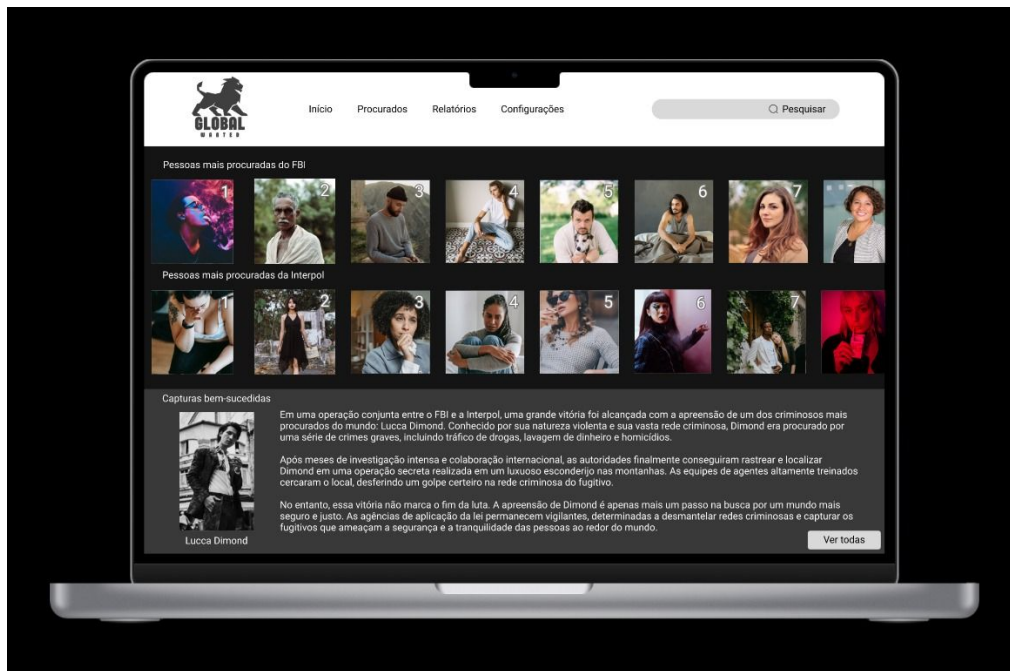 GLOBAL
WANTED
Início Procurados Relatórios Configurações Pesquisar
Pessoas mais procuradas do FBI
1 2 3 4 5 6 7
Pessoas mais procuradas da Interpol
1 2 3 4 5 6 7
Capturas bem-sucedidas
Em uma operação conjunta entre o FBI e a Interpol, uma grande vitória foi alcançada com a apreensão de um dos criminosos mais
procurados do mundo: Lucca Dimond. Conhecido por sua natureza violenta e sua vasta rede criminosa, Dimond era procurado por
uma série de crimes graves, incluindo tráfico de drogas, lavagem de dinheiro e homicídios.
Após meses de investigação intensa e colaboração internacional, as autoridades finalmente conseguiram rastrear e localizar
Dimond em uma operação secreta realizada em um luxuoso esconderijo nas montanhas. As equipes de agentes altamente treinados
cercaram o local, desferindo um golpe certeiro na rede criminosa do fugitivo.
No entanto, essa vitória não marca o fim da luta. A apreensão de Dimond é apenas mais um passo na busca por um mundo mais
seguro e justo. As agências de aplicação da lei permanecem vigilantes, determinadas a desmantelar redes criminosas e capturar os
fugitivos que ameaçam a segurança e a tranquilidade das pessoas ao redor do mundo.
Lucca Dimond
Ver todas